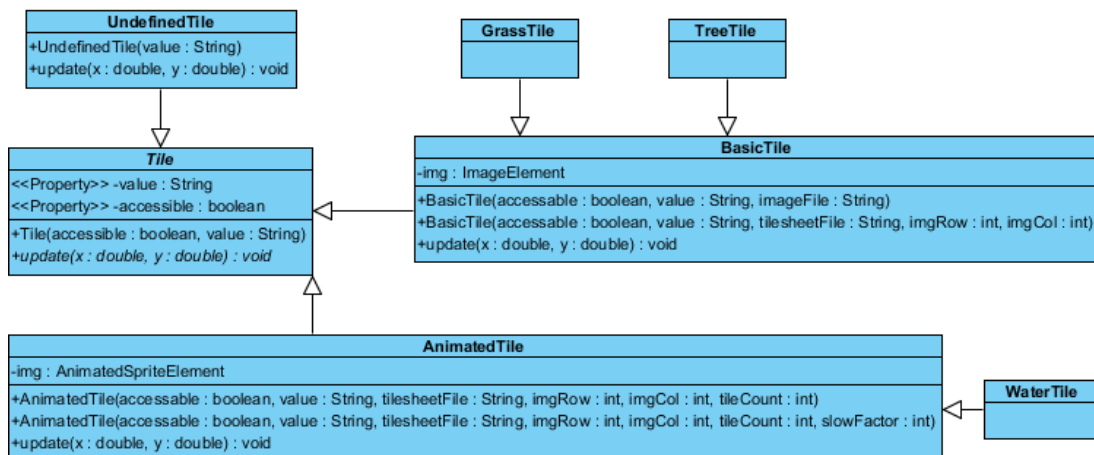 UndefinedTile
+UndefinedTile(value : String)
+update(x : double, y : double) : void
GrassTile
TreeTile
Tile
<<Property>> -value : String
<<Property>> -accessible : boolean
+Tile(accessible : boolean, value : String)
+update(x : double, y : double) : void
BasicTile
-img : ImageElement
+BasicTile(accessable : boolean, value : String, imageFile : String)
+BasicTile(accessable : boolean, value : String, tilesheetFile : String, imgRow : int, imgCol : int)
+update(x : double, y : double) : void
AnimatedTile
-img : AnimatedSpriteElement
+AnimatedTile(accessable : boolean, value : String, tilesheetFile : String, imgRow : int, imgCol : int, tileCount : int)
+AnimatedTile(accessable : boolean, value : String, tilesheetFile : String, imgRow : int, imgCol : int, tileCount : int, slowFactor : int)
+update(x : double, y : double) : void
WaterTile